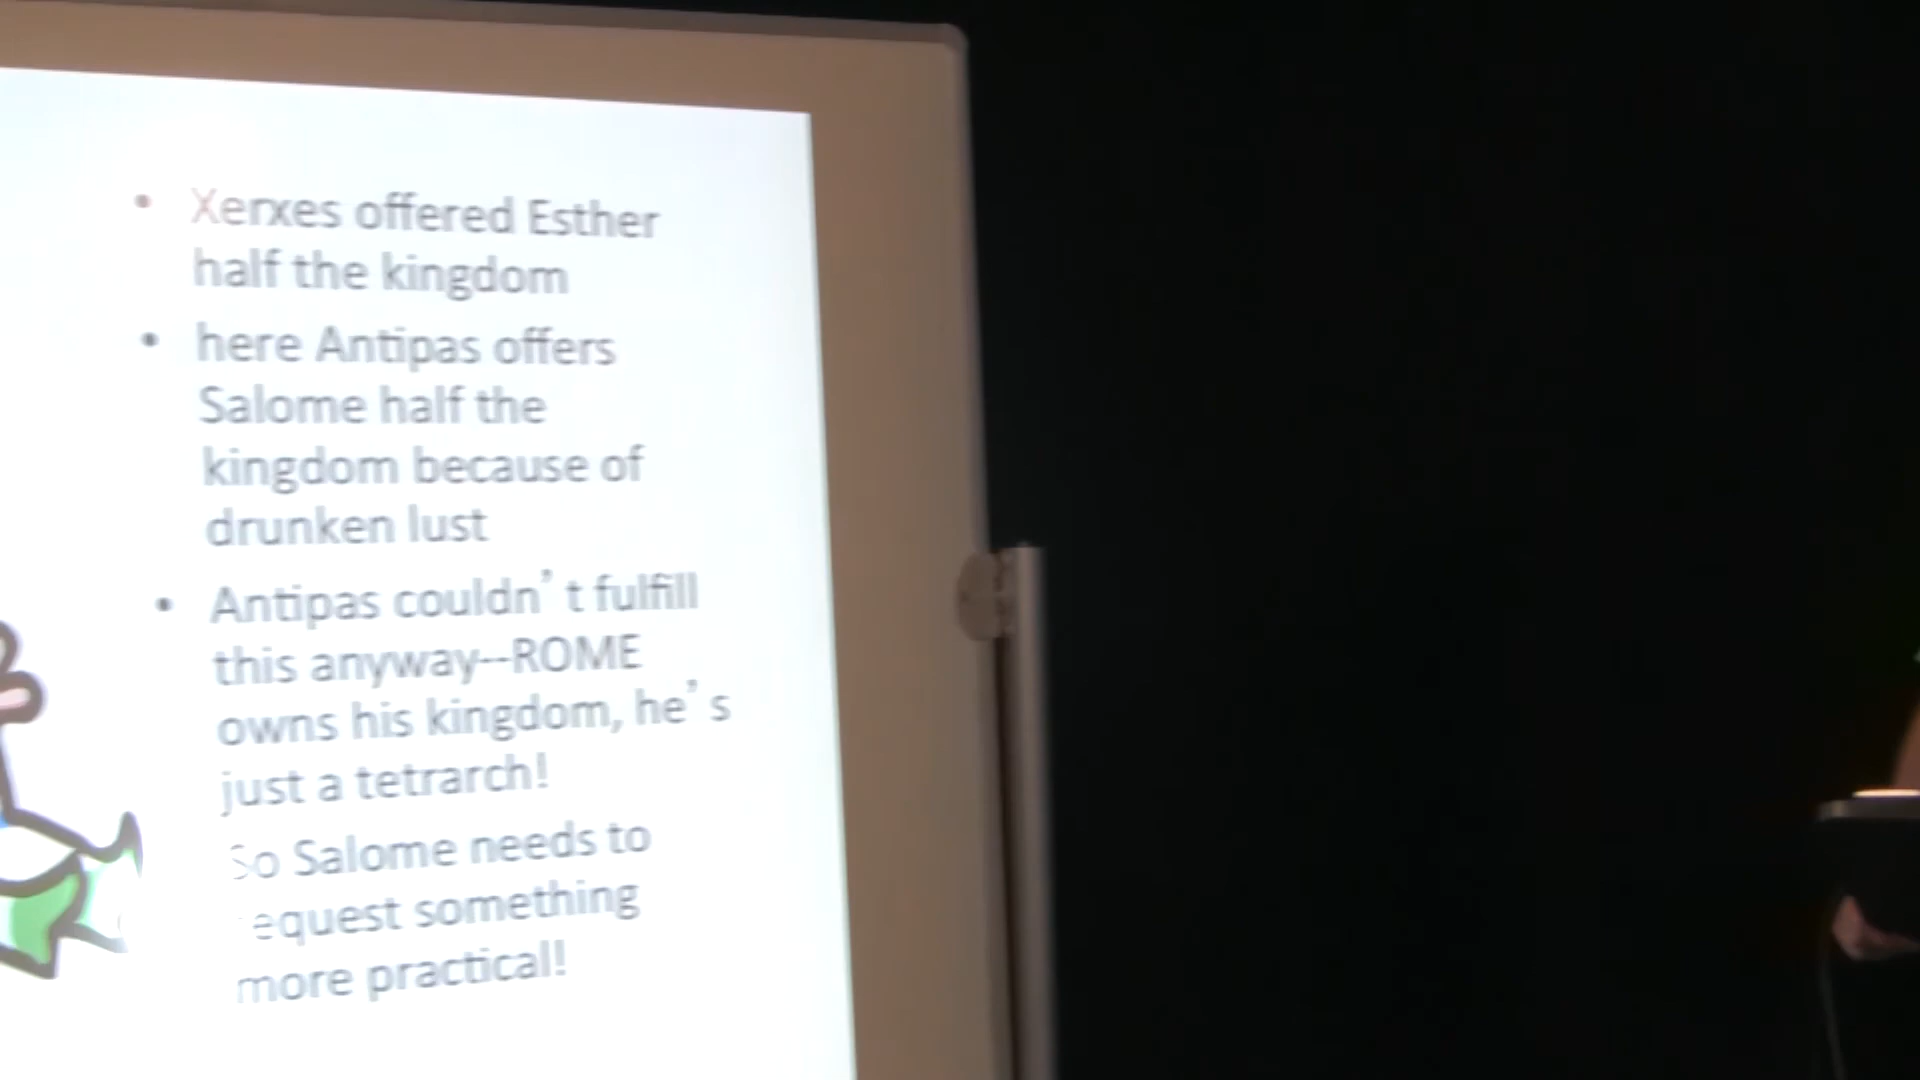 • Xerxes offered Esther
half the kingdom
• here Antipas offers
Salome half the
kingdom because of
drunken lust
• Antipas couldn’t fulfill
this anyway--ROME
owns his kingdom, he’s
just a tetrarch!
So Salome needs to
request something
more practical!